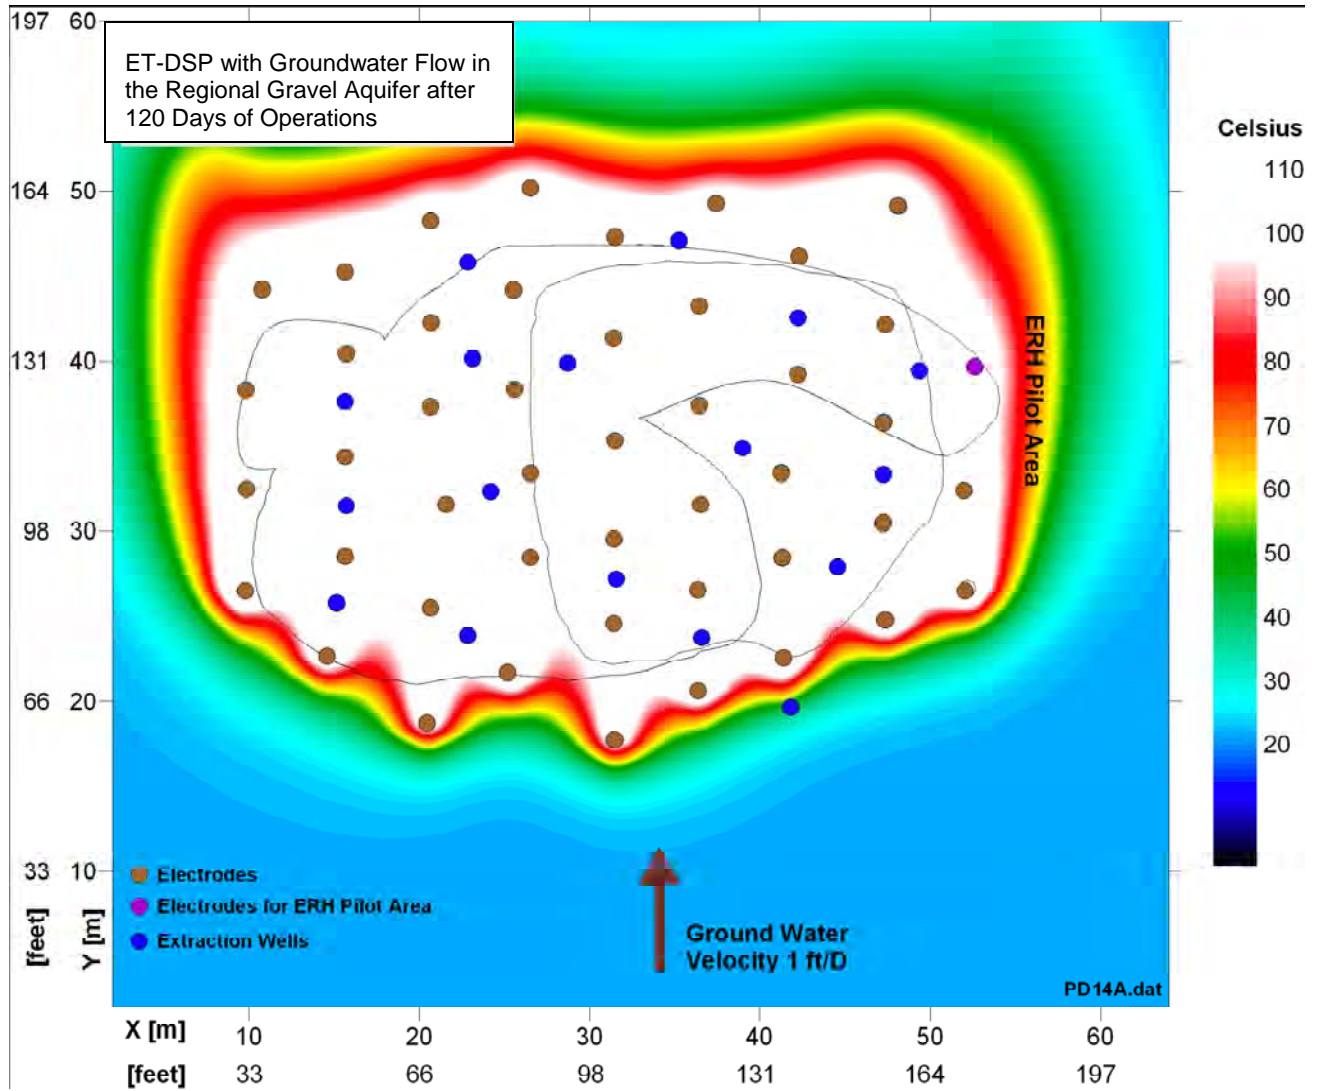 197 60
ET-DSP with Groundwater Flow in
the Regional Gravel Aquifer after
120 Days of Operations
Celsius
110
164 50
100
90
ERH Pilot Area
131 40
80
70
60
98 30
50
40
30
66 20
20
33 10
Electrodes
Electrodes for ERH Pilot Area
Extraction Wells
[feet]
Y [m]
Ground Water
Velocity 1 ft/D
PD14A.dat
X [m] 10 20 30 40 50 60
[feet] 33 66 98 131 164 197